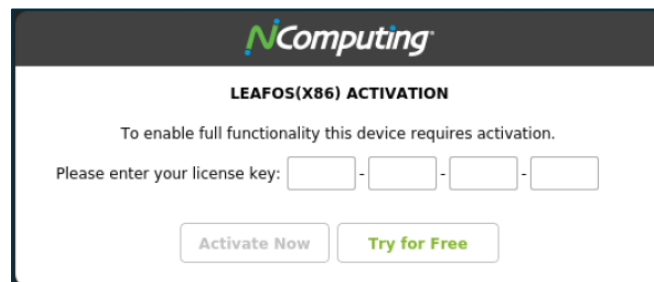 NComputing
LEAFOS(X86) ACTIVATION
To enable full functionality this device requires activation.
Please enter your license key: - - -
Activate Now Try for Free